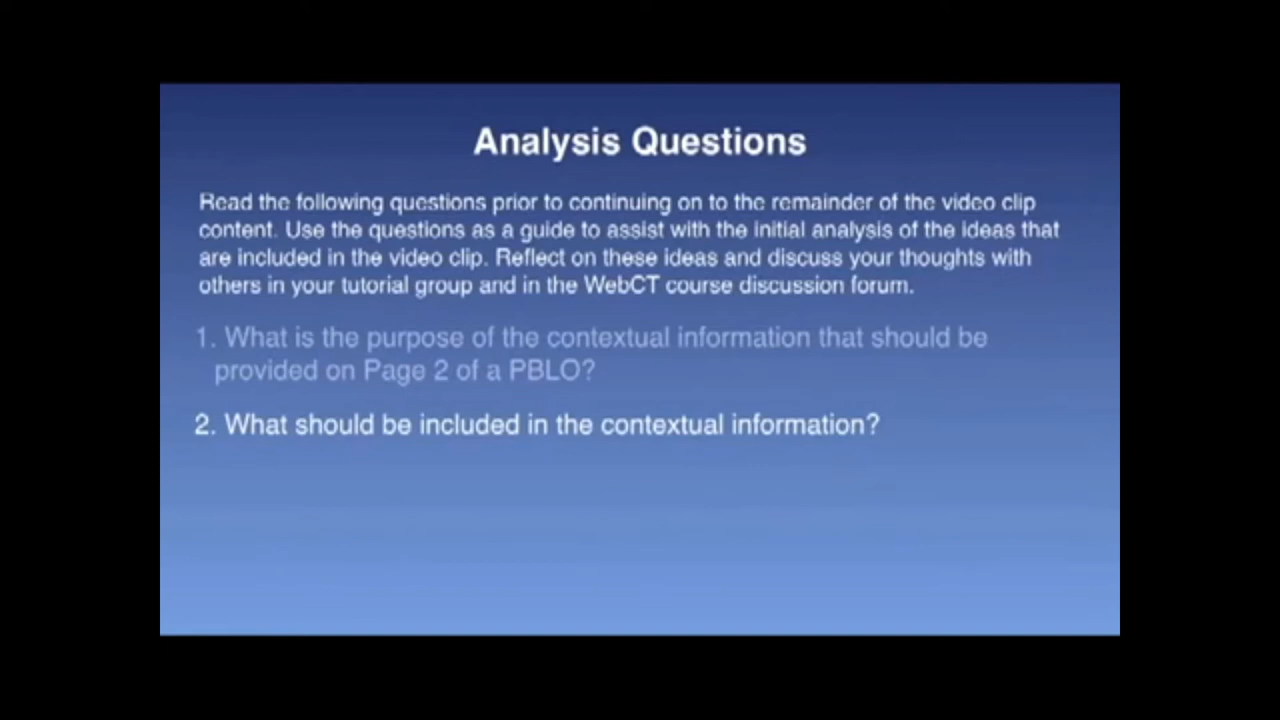 Analysis Questions
Read the following questions prior to continuing on to the remainder of the video clip
content. Use the questions as a guide to assist with the initial analysis of the ideas that
are included in the video clip. Reflect on these ideas and discuss your thoughts with
others in your tutorial group and in the WebCT course discussion forum.
1. What is the purpose of the contextual information that should be
provided on Page 2 of a PBLO?
2. What should be included in the contextual information?